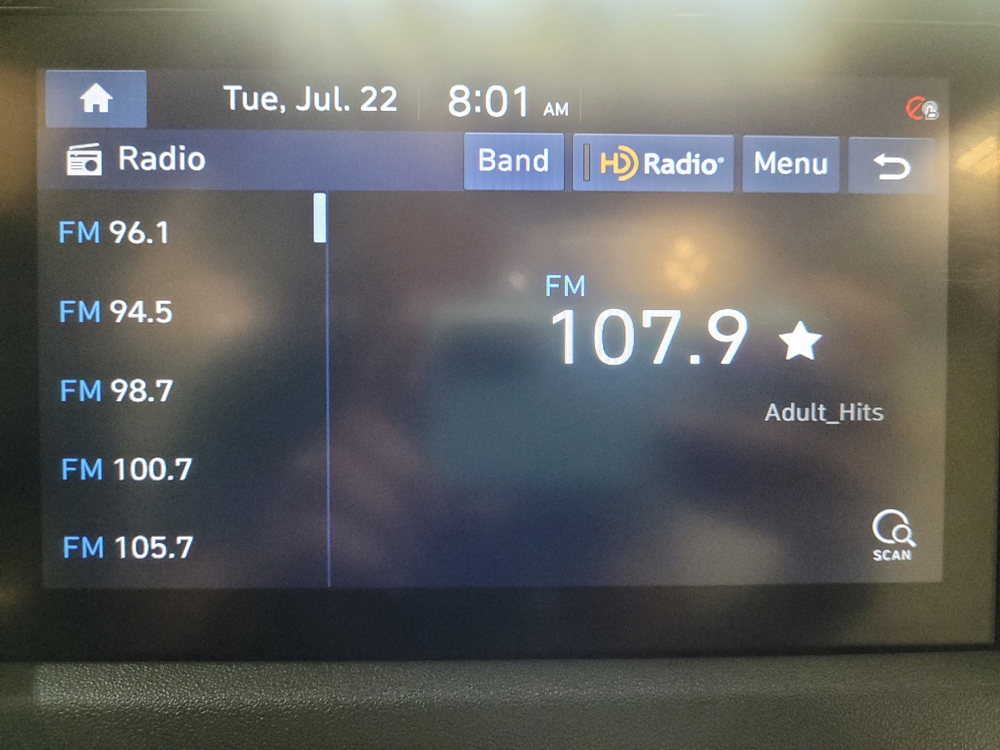 Tue, Jul. 22 8:01 AM
Radio Band HD Radio® Menu
FM 96.1
FM 94.5
FM 98.7
FM 100.7
FM 105.7
FM
107.9
Adult_Hits
SCAN